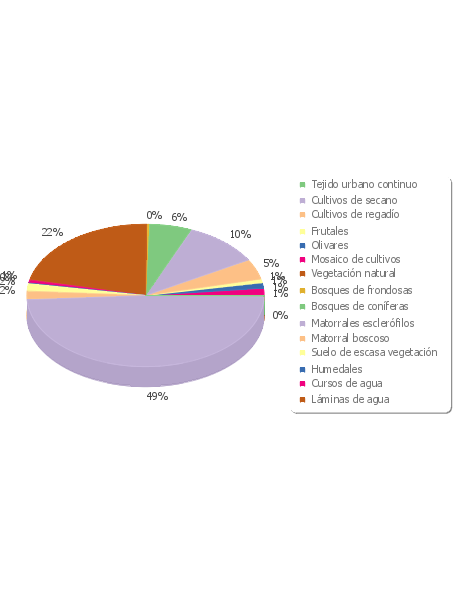 Tejido urbano continuo
Cultivos de secano
Cultivos de regadío
Frutales
Olivares
Mosaico de cultivos
Vegetación natural
Bosques de frondosas
Bosques de coníferas
Matorrales esclerófilos
Matorral boscoso
Suelo de escasa vegetación
Humedales
Cursos de agua
Láminas de agua
0%
6%
10%
5%
1%
1%
0%
49%
2%
22%